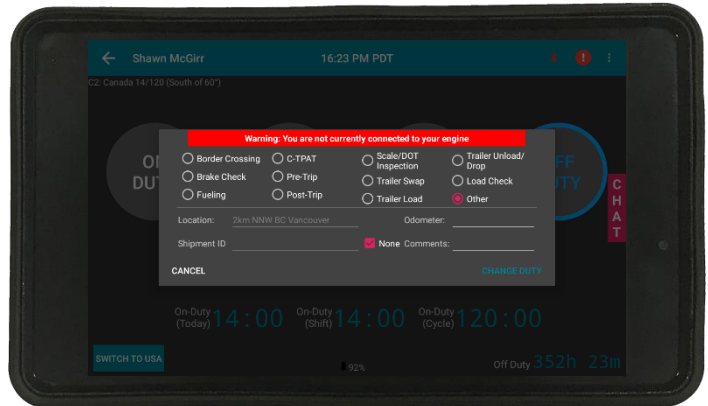 Shawn McGirr 16:23 PM PDT
C2: Canada 14/120 (South of 60°)
Warning: You are not currently connected to your engine
Border Crossing C-TPAT Scale/DOT Inspection Trailer Unload/ Drop
Brake Check Pre-Trip Trailer Swap Load Check
Fueling Post-Trip Trailer Load Other
Location: 2km NNW BC Vancouver Odometer:
Shipment ID None Comments:
CANCEL CHANGE DUTY
CHAT
On-Duty (Today) 14:00 On-Duty (Shift) 14:00 On-Duty (Cycle) 120:00
SWITCH TO USA 92% Off Duty 352h 23m